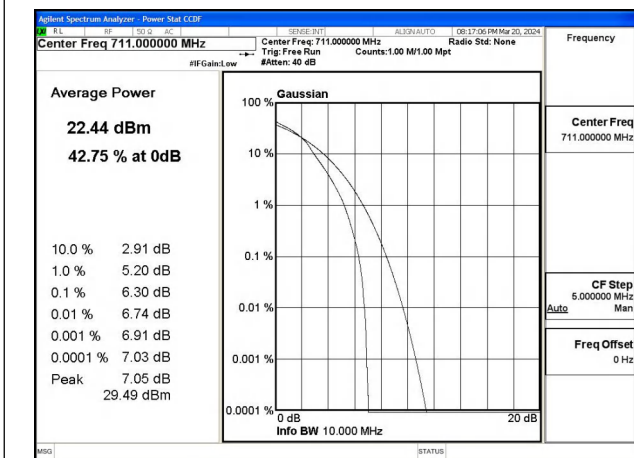 Agilent Spectrum Analyzer - Power Stat CCDF
RL RF 50 Ω AC SENSE:INT ALIGN AUTO 08:17:06 PM Mar 20, 2024
Center Freq 711.000000 MHz
Center Freq: 711.000000 MHz Radio Std: None
Trig: Free Run Counts:1.00 M/1.00 Mpt
#IFGain:Low #Atten: 40 dB
Frequency
Average Power
22.44 dBm
42.75 % at 0dB
10.0 % 2.91 dB
1.0 % 5.20 dB
0.1 % 6.30 dB
0.01 % 6.74 dB
0.001 % 6.91 dB
0.0001 % 7.03 dB
Peak 7.05 dB
29.49 dBm
Gaussian
100 %
10 %
1 %
0.1 %
0.01 %
0.001 %
0.0001 %
0 dB 20 dB
Info BW 10.000 MHz
Center Freq
711.000000 MHz
CF Step
5.000000 MHz
Auto Man
Freq Offset
0 Hz
MSG STATUS